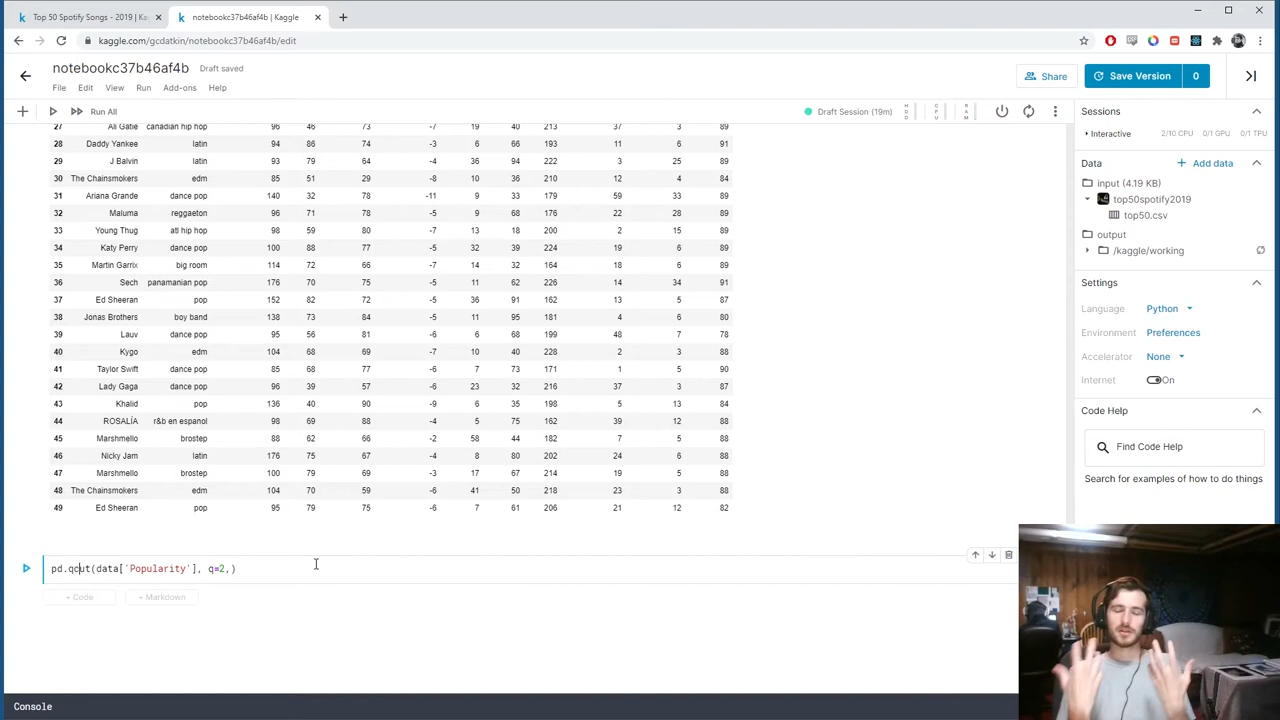 Top 50 Spotify Songs - 2019 | Ka
notebookc37b46af4b | Kaggle
kaggle.com/gcdatkin/notebookc37b46af4b/edit
notebookc37b46af4b
Draft saved
Share
Save Version
0
File Edit View Run Add-ons Help
Run All
Draft Session (19m)
HDD
CPU
RAM
27 Ali Gatie canadian hip hop 96 46 73 -7 19 40 213 37 3 89
28 Daddy Yankee latin 94 86 74 -3 6 66 193 11 6 91
29 J Balvin latin 93 79 64 -4 36 94 222 3 25 89
30 The Chainsmokers edm 85 51 29 -8 10 36 210 12 4 84
31 Ariana Grande dance pop 140 32 78 -11 9 33 179 59 33 89
32 Maluma reggaeton 96 71 78 -5 9 68 176 22 28 89
33 Young Thug atl hip hop 98 59 80 -7 13 18 200 2 15 89
34 Katy Perry dance pop 100 88 77 -5 32 39 224 19 6 89
35 Martin Garrix big room 114 72 66 -7 14 32 164 18 6 89
36 Sech panamanian pop 176 70 75 -5 11 62 226 14 34 91
37 Ed Sheeran pop 152 82 72 -5 36 91 162 13 5 87
38 Jonas Brothers boy band 138 73 84 -5 11 95 181 4 6 80
39 Lauv dance pop 95 56 81 -6 6 68 199 48 7 78
40 Kygo edm 104 68 69 -7 10 40 228 2 3 88
41 Taylor Swift dance pop 85 68 77 -6 7 73 171 1 5 90
42 Lady Gaga dance pop 96 39 57 -6 23 32 216 37 3 87
43 Khalid pop 136 40 90 -9 6 35 198 5 13 84
44 ROSALÍA r&b en espanol 98 69 88 -4 5 75 162 39 12 88
45 Marshmello brostep 88 62 66 -2 58 44 182 7 5 88
46 Nicky Jam latin 176 75 67 -4 8 80 202 24 6 88
47 Marshmello brostep 100 79 69 -3 17 67 214 19 5 88
48 The Chainsmokers edm 104 70 59 -6 41 50 218 23 3 88
49 Ed Sheeran pop 95 79 75 -6 7 61 206 21 12 82
pd.qcut(data['Popularity'], q=2,)
+ Code
+ Markdown
Console
Sessions
Interactive 2/10 CPU 0/1 GPU 0/1 TPU
Data + Add data
input (4.19 KB)
top50spotify2019
top50.csv
output
/kaggle/working
Settings
Language Python
Environment Preferences
Accelerator None
Internet On
Code Help
Find Code Help
Search for examples of how to do things